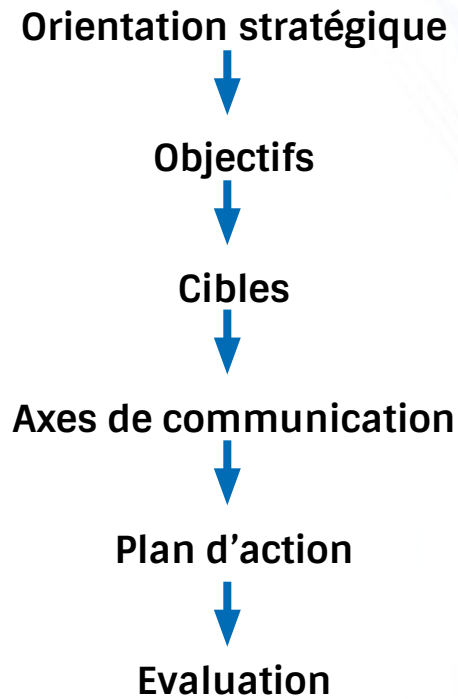 Orientation stratégique
Objectifs
Cibles
Axes de communication
Plan d’action
Evaluation